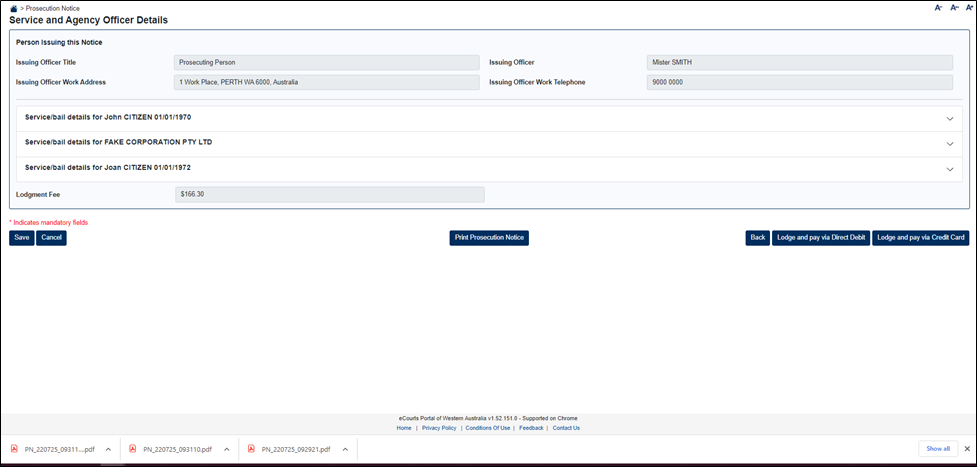 > Prosecution Notice
A- A~ A+
Service and Agency Officer Details
Person Issuing this Notice
Issuing Officer Title Prosecuting Person Issuing Officer Mister SMITH
Issuing Officer Work Address 1 Work Place, PERTH WA 6000, Australia Issuing Officer Work Telephone 9000 0000
Service/bail details for John CITIZEN 01/01/1970
Service/bail details for FAKE CORPORATION PTY LTD
Service/bail details for Joan CITIZEN 01/01/1972
Lodgment Fee $166.30
* Indicates mandatory fields
Save Cancel Print Prosecution Notice Back Lodge and pay via Direct Debit Lodge and pay via Credit Card
eCourts Portal of Western Australia v1.52.151.0 - Supported on Chrome
Home | Privacy Policy | Conditions Of Use | Feedback | Contact Us
PN_220725_09311....pdf PN_220725_093110.pdf PN_220725_092921.pdf Show all